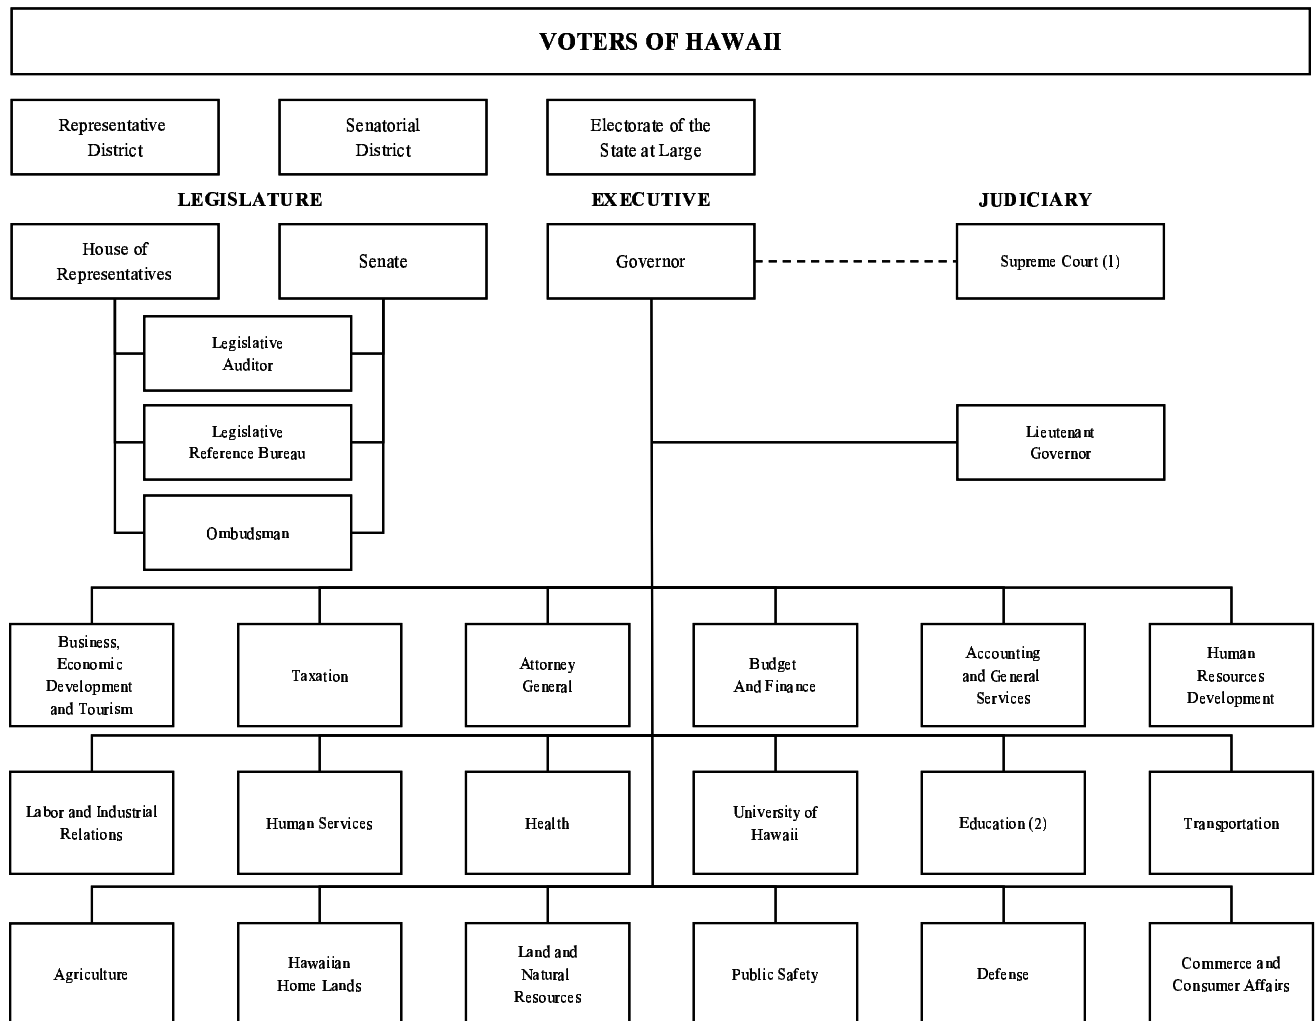 VOTERS OF HAWAII
Representative
District
Senatorial
District
Electorate of the
State at Large
LEGISLATURE
EXECUTIVE
JUDICIARY
House of
Representatives
Senate
Governor
Supreme Court (1)
Legislative
Auditor
Legislative
Reference Bureau
Lieutenant
Governor
Ombudsman
Business,
Economic
Development
and Tourism
Taxation
Attorney
General
Budget
And Finance
Accounting
and General
Services
Human
Resources
Development
Labor and Industrial
Relations
Human Services
Health
University of
Hawaii
Education (2)
Transportation
Agriculture
Hawaiian
Home Lands
Land and
Natural
Resources
Public Safety
Defense
Commerce and
Consumer Affairs